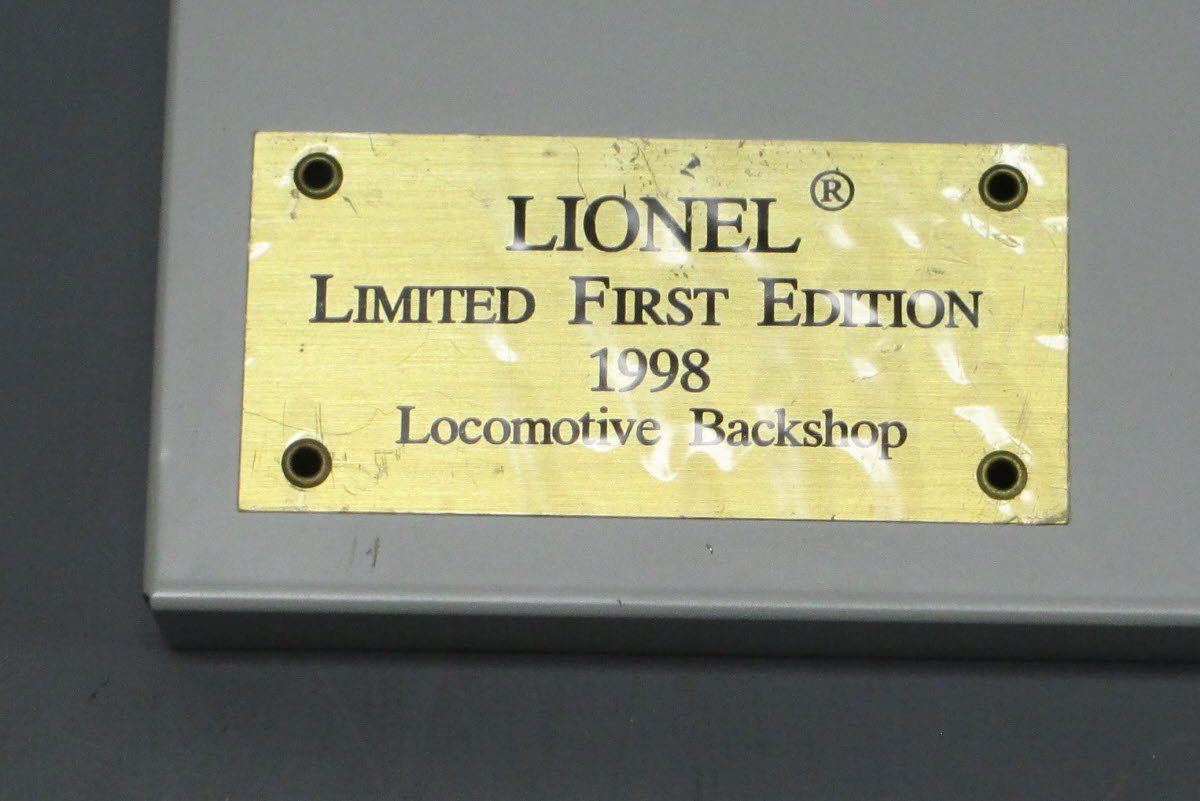 LIONEL ®
LIMITED FIRST EDITION
1998
Locomotive Backshop